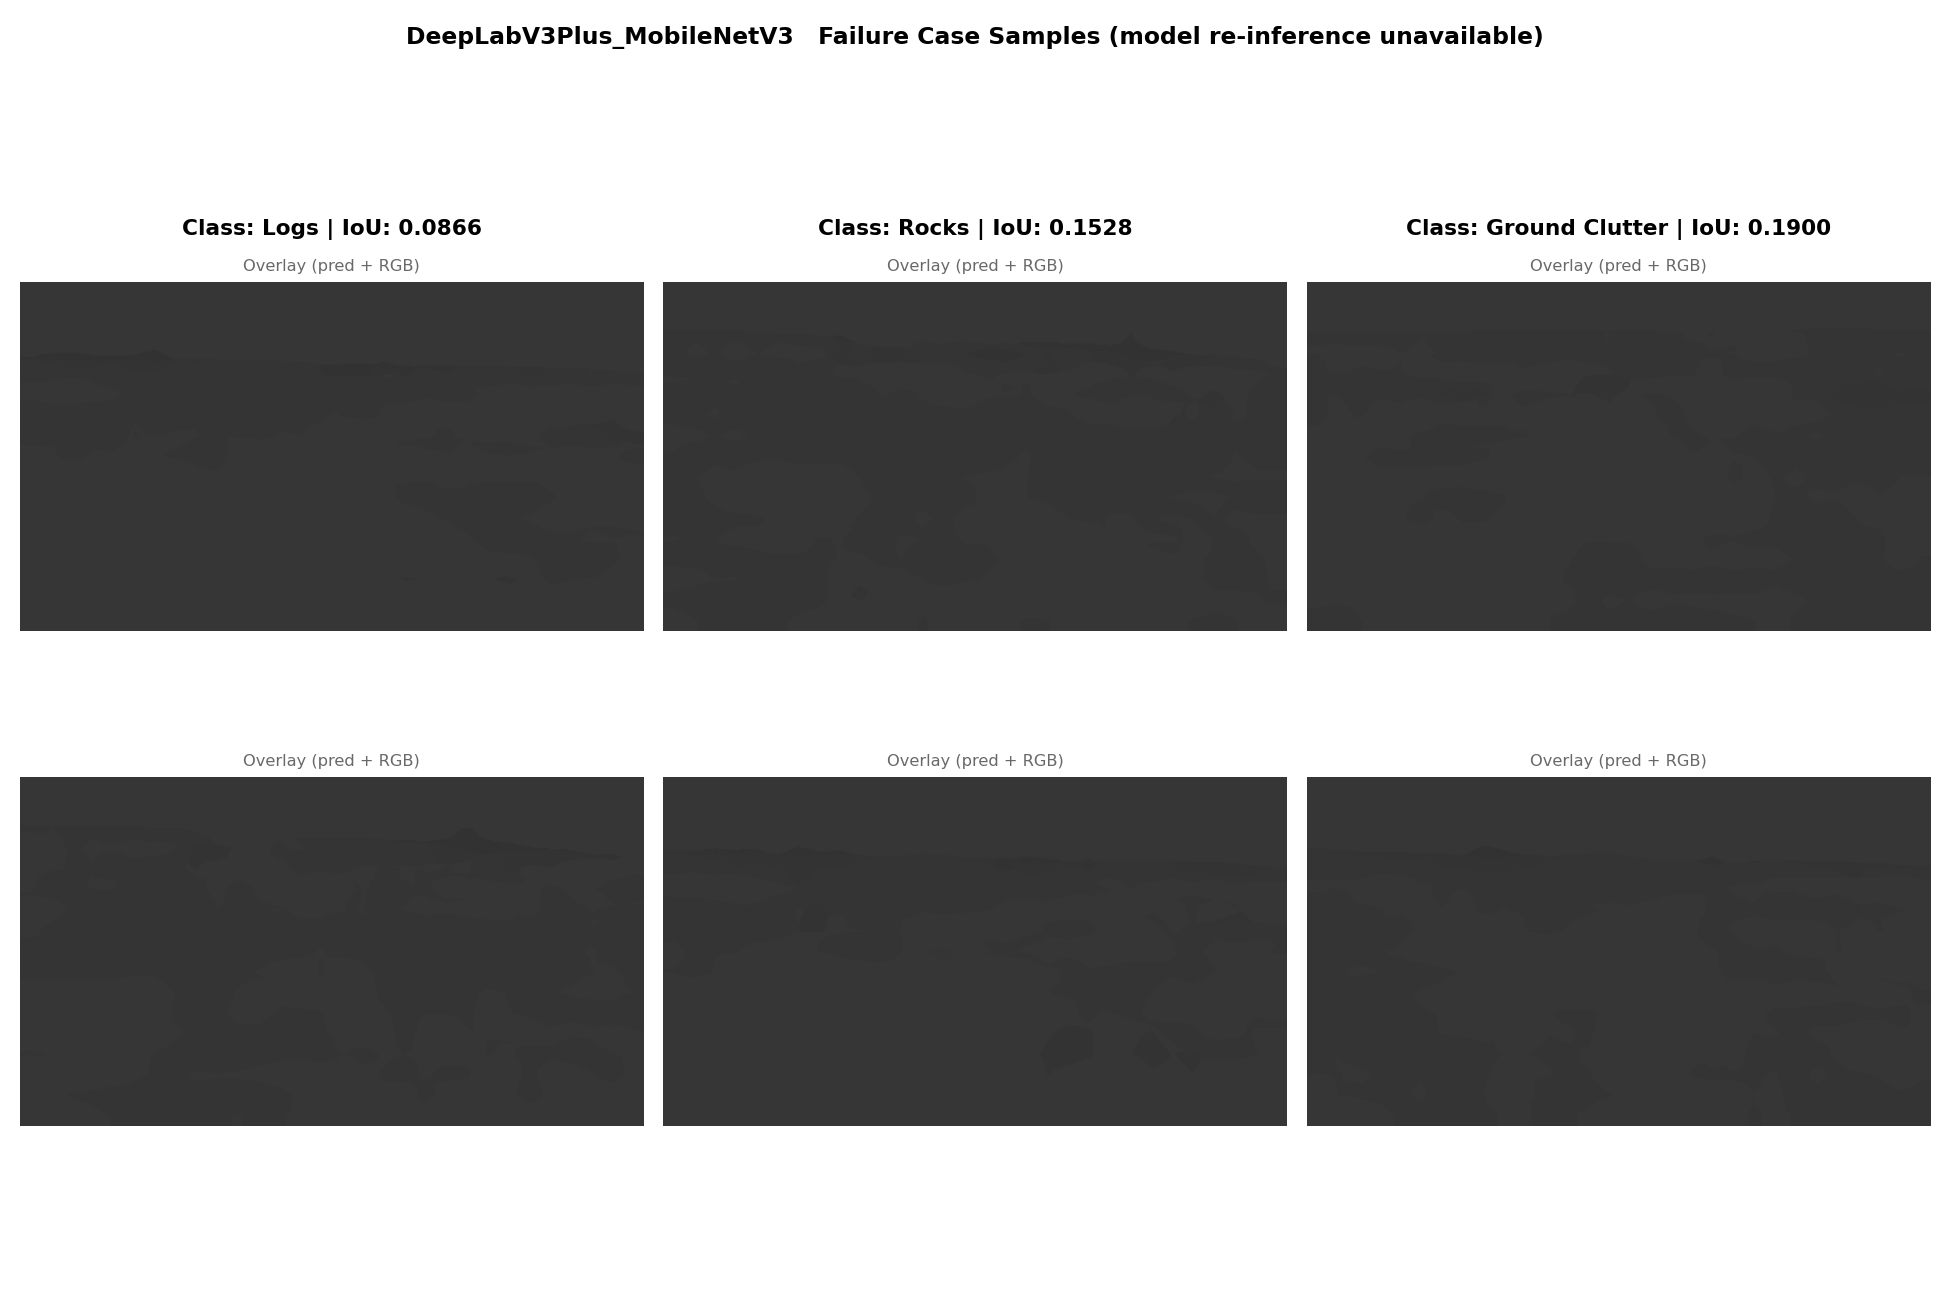 DeepLabV3Plus_MobileNetV3   Failure Case Samples (model re-inference unavailable)
Class: Logs | IoU: 0.0866
Overlay (pred + RGB)
Class: Rocks | IoU: 0.1528
Overlay (pred + RGB)
Class: Ground Clutter | IoU: 0.1900
Overlay (pred + RGB)
Overlay (pred + RGB)
Overlay (pred + RGB)
Overlay (pred + RGB)